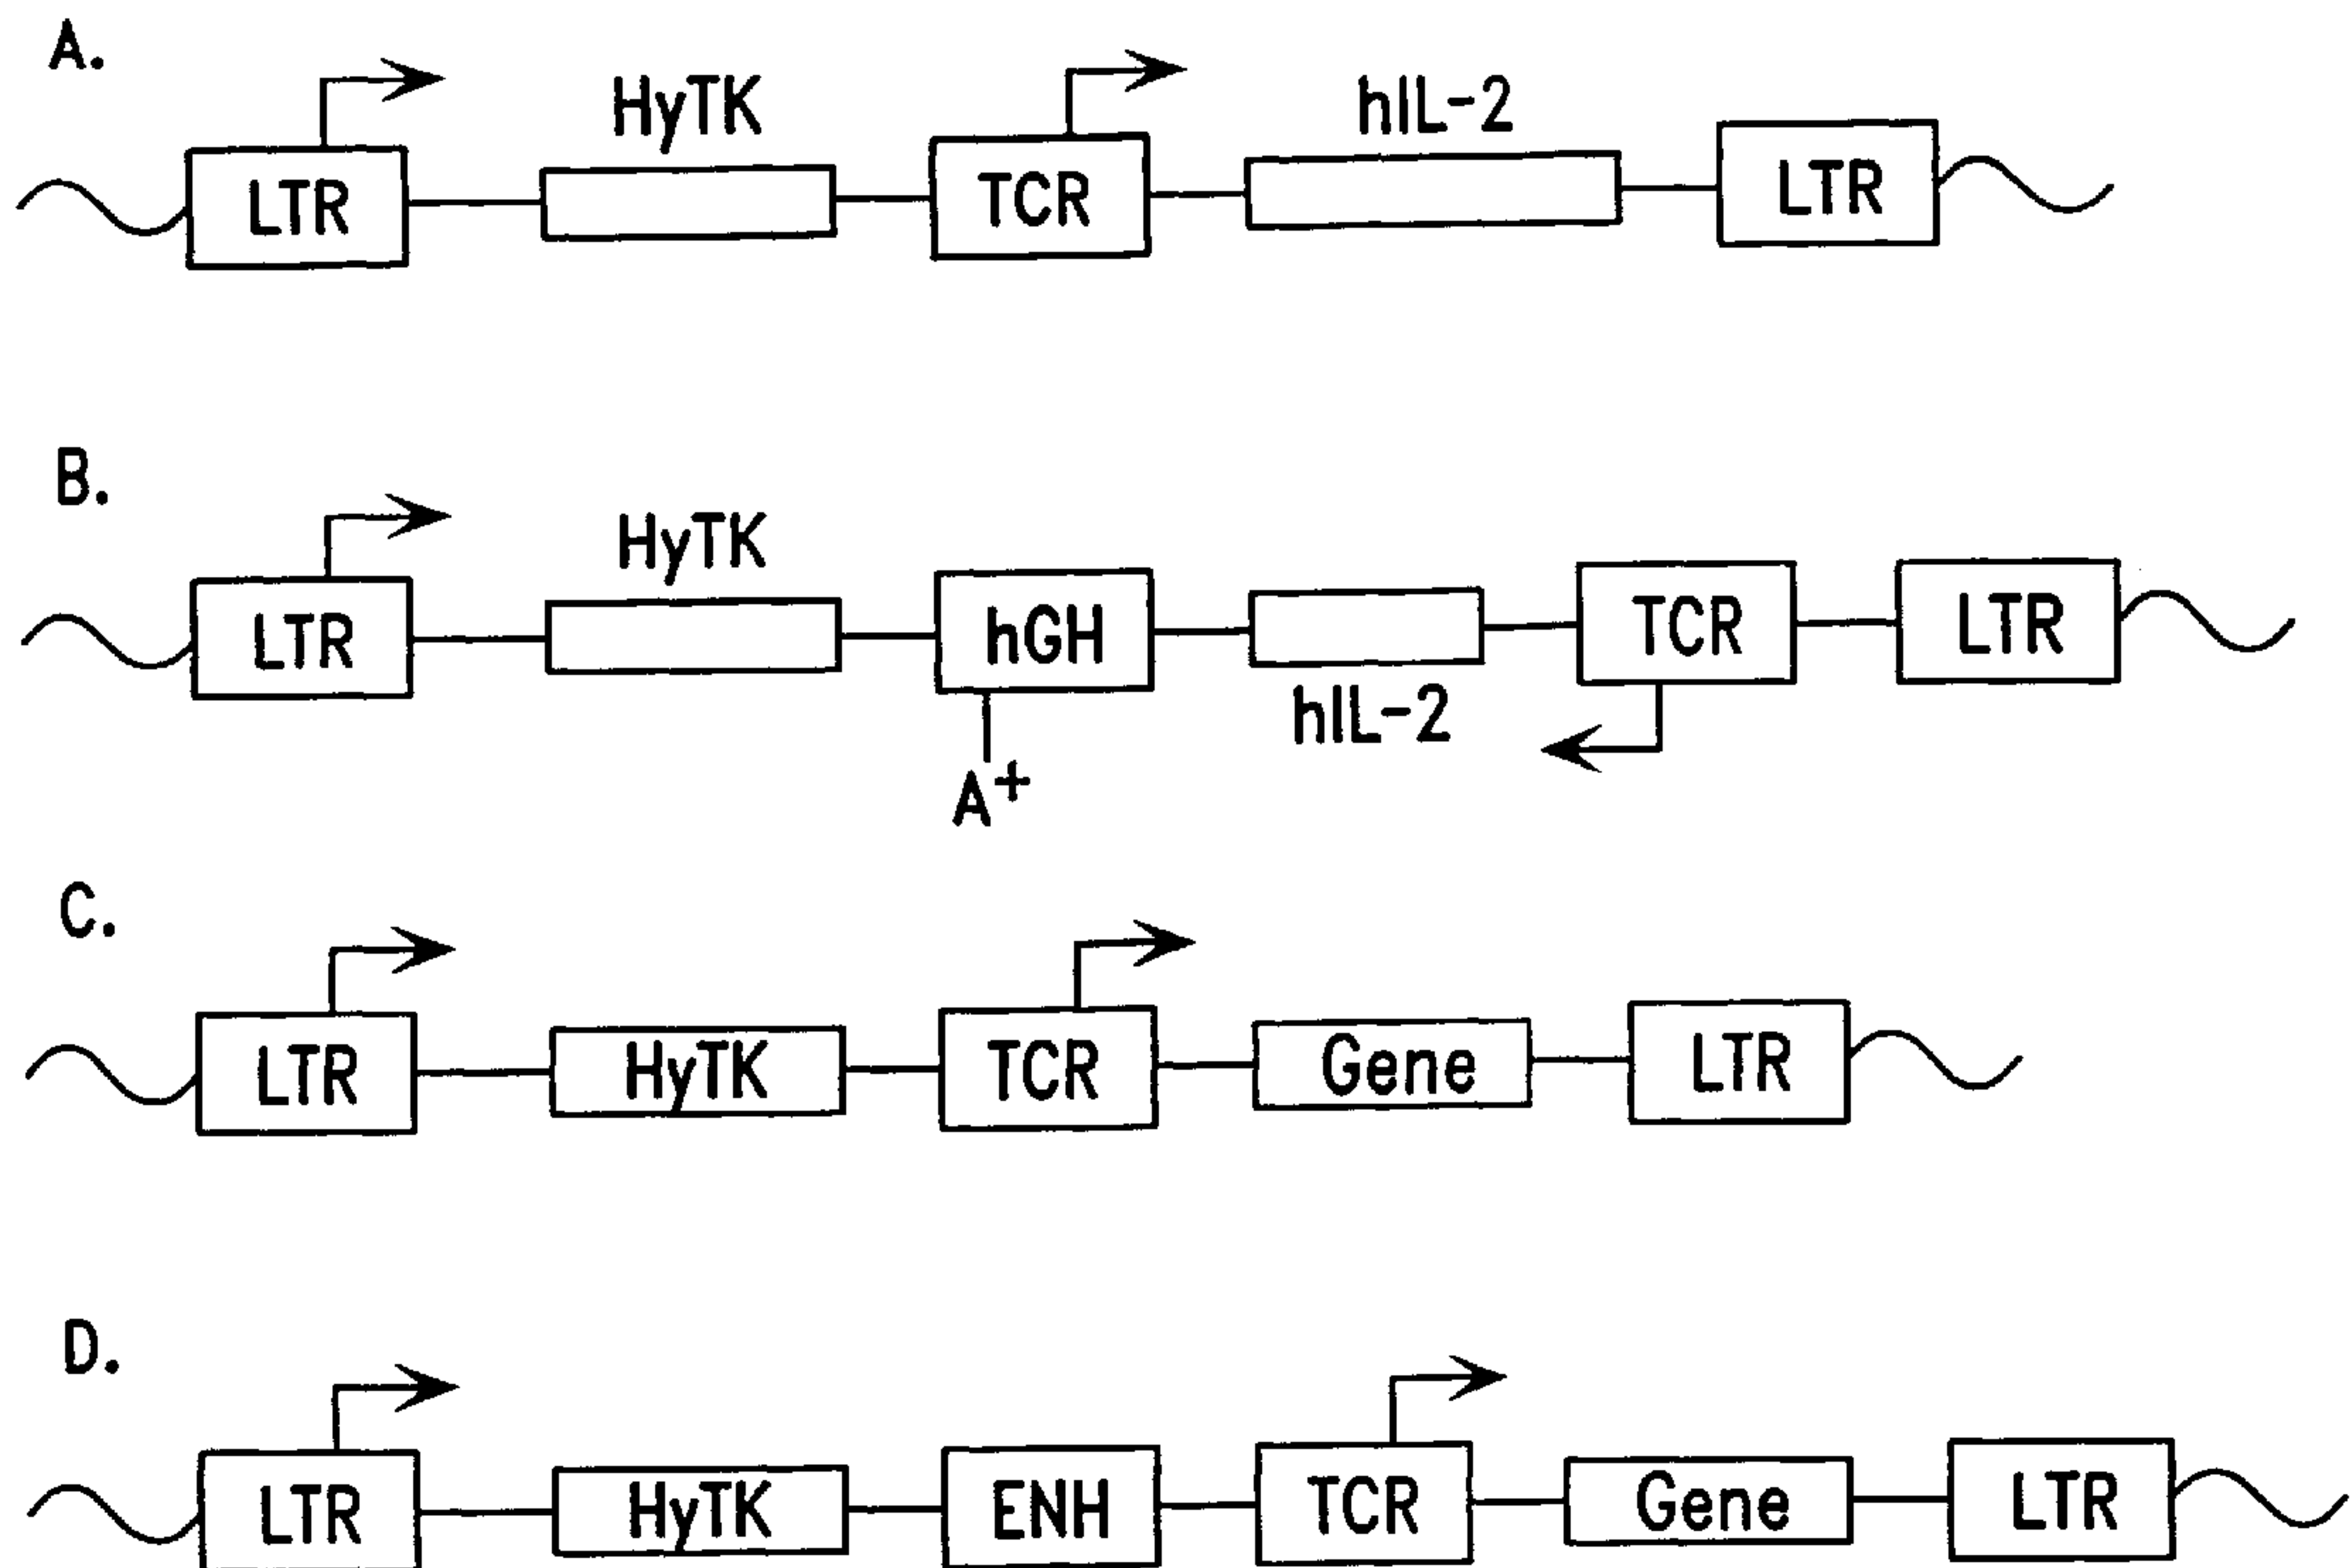 A.
HyTK hIL-2
LTR TCR LTR
B.
HyTK
LTR hGH TCR LTR
hIL-2
A+
C.
LTR HyTK TCR Gene LTR
D.
LTR HyTK ENH TCR Gene LTR